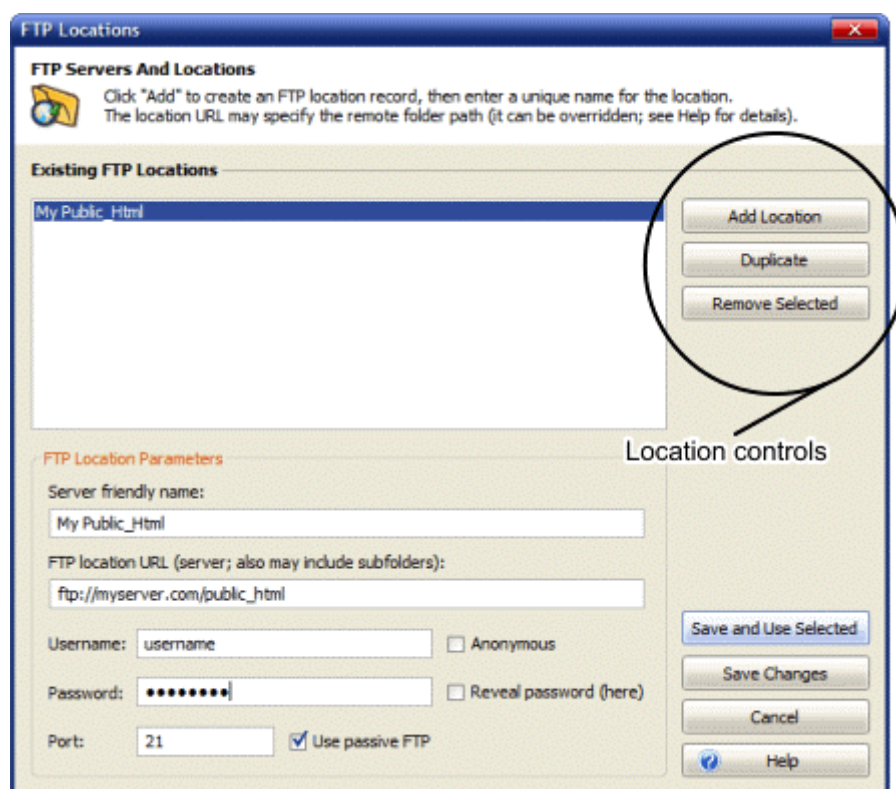 FTP Locations
FTP Servers And Locations
Click "Add" to create an FTP location record, then enter a unique name for the location.
The location URL may specify the remote folder path (it can be overridden; see Help for details).
Existing FTP Locations
My Public_Html
Add Location
Duplicate
Remove Selected
Location controls
FTP Location Parameters
Server friendly name:
My Public_Html
FTP location URL (server; also may include subfolders):
ftp://myserver.com/public_html
Username: username Anonymous
Password: ●●●●●●●● Reveal password (here)
Port: 21 Use passive FTP
Save and Use Selected
Save Changes
Cancel
Help